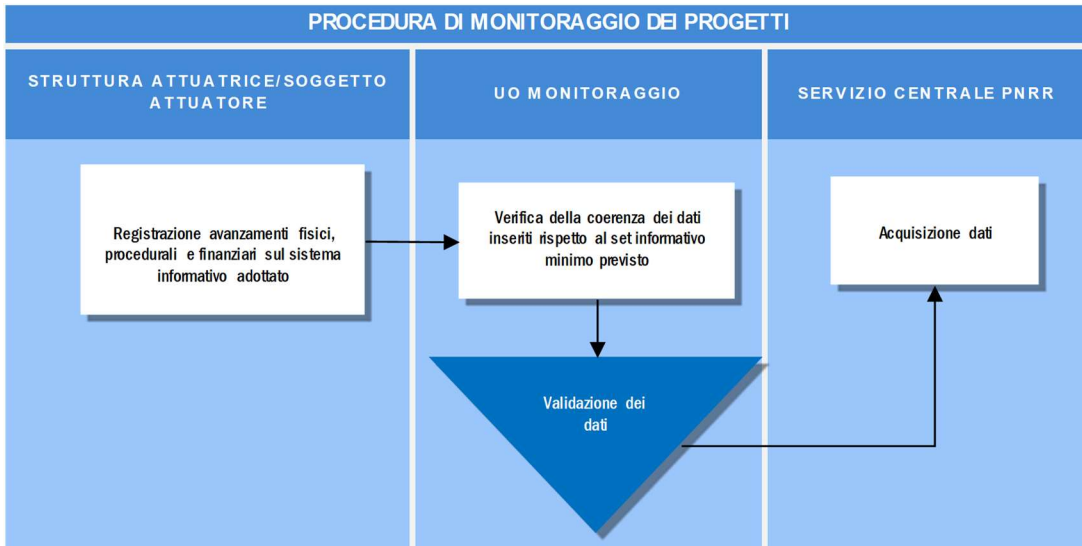 PROCEDURA DI MONITORAGGIO DEI PROGETTI
STRUTTURA ATTUATRICE/SOGGETTO
ATTUATORE
UO MONITORAGGIO
SERVIZIO CENTRALE PNRR
Registrazione avanzamenti fisici,
procedurali e finanziari sul sistema
informativo adottato
Verifica della coerenza dei dati
inseriti rispetto al set informativo
minimo previsto
Acquisizione dati
Validazione dei
dati